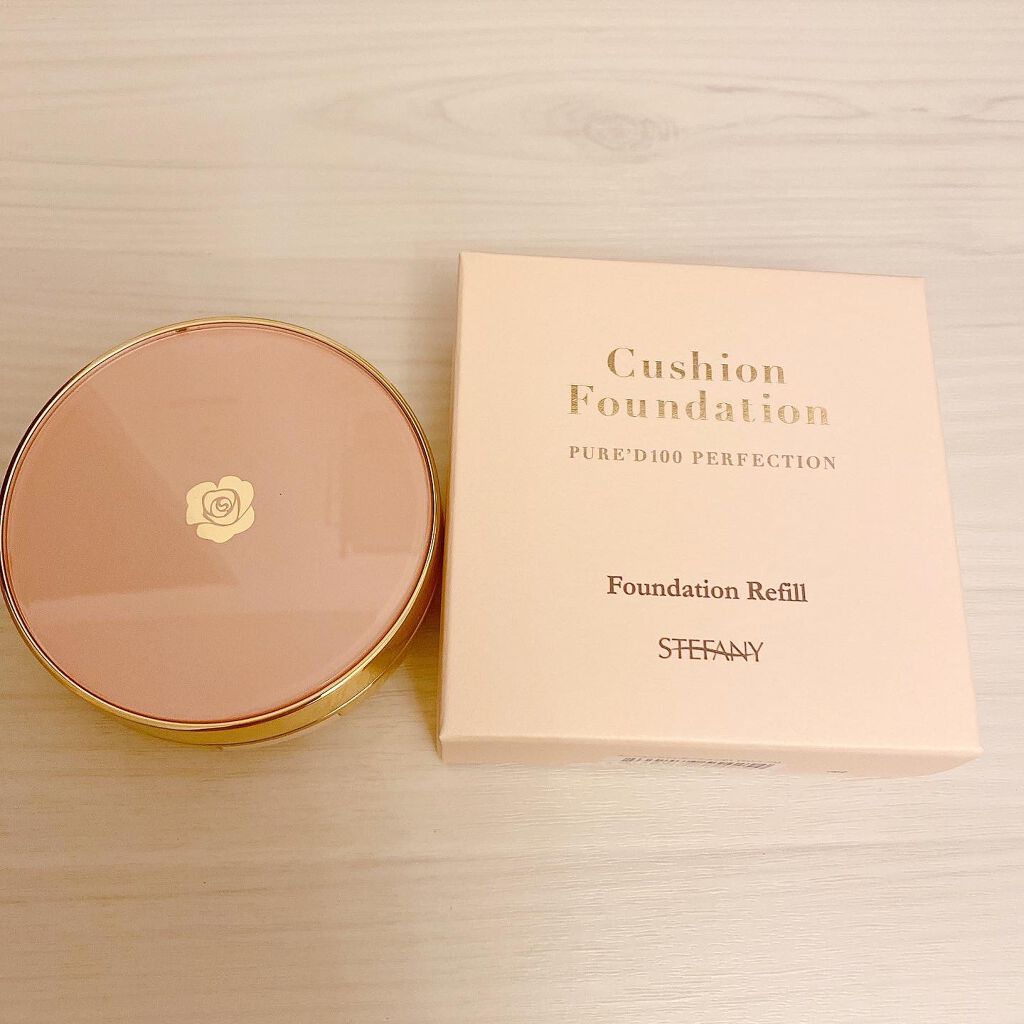 Cushion
Foundation
PURE'D100 PERFECTION
Foundation Refill
STEFANY